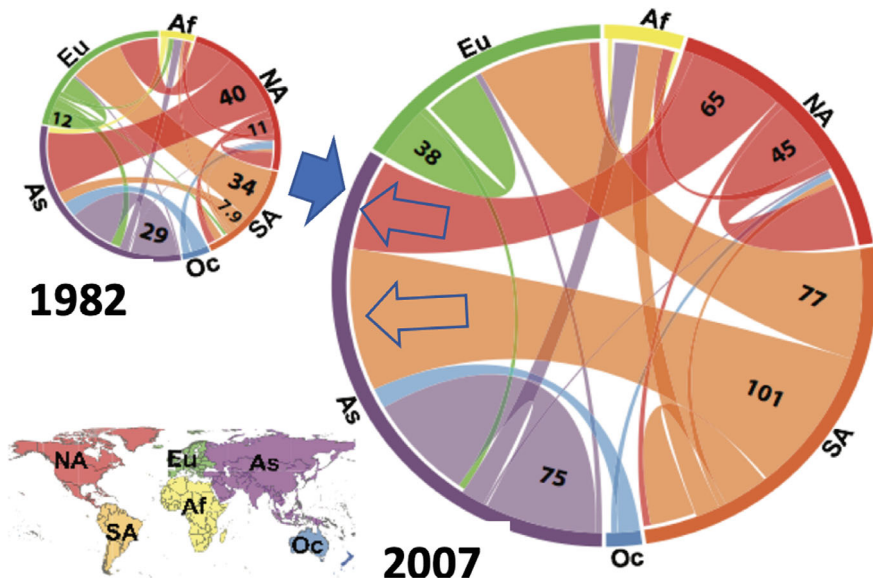 Af
Eu
NA
40
12
11
34
7.9
As
SA
29
Oc
1982
Af
Eu
NA
65
38
45
77
101
As
SA
75
Oc
2007
NA
Eu
As
Af
SA
Oc